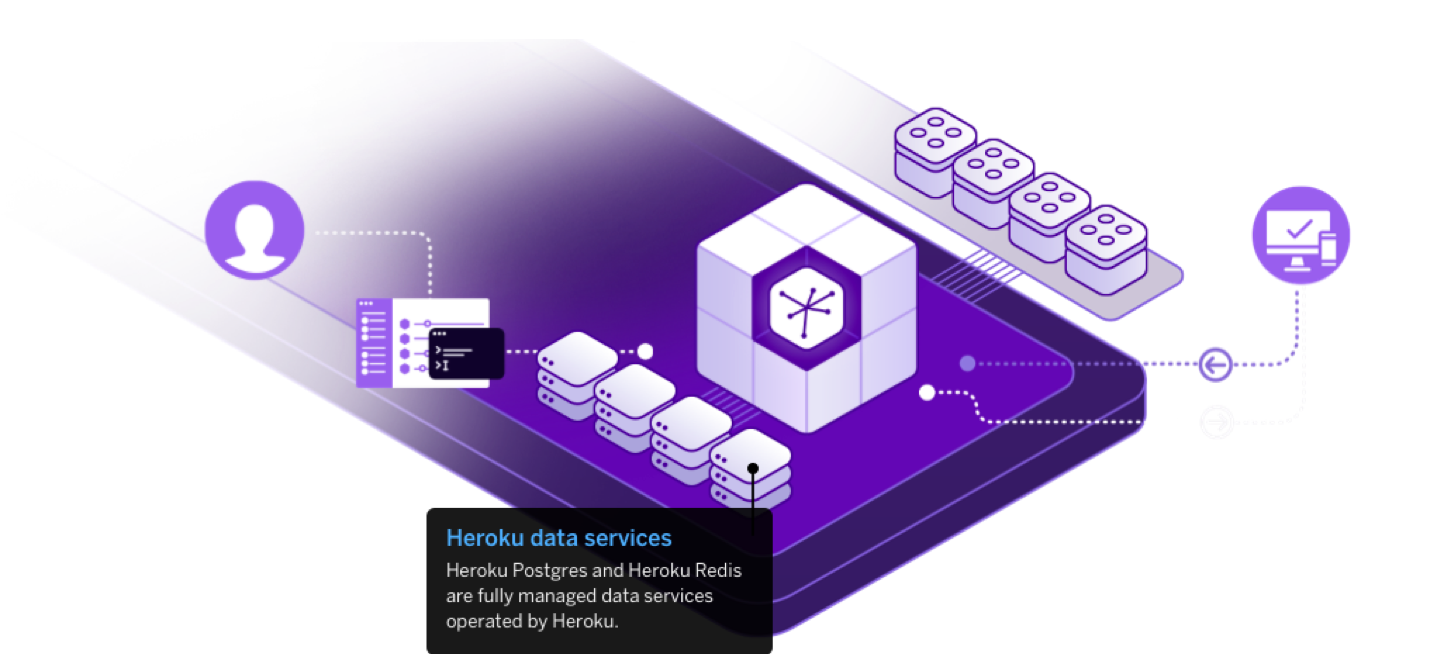 Heroku data services
Heroku Postgres and Heroku Redis
are fully managed data services
operated by Heroku.